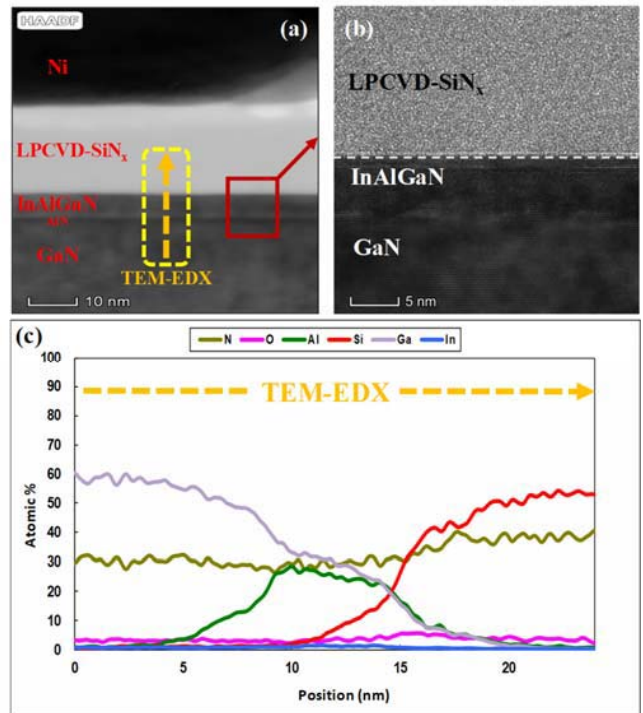 HAADF
(a)
Ni
LPCVD-SiNx
InAlGaN
AlN
GaN
TEM-EDX
10 nm
(b)
LPCVD-SiNx
InAlGaN
GaN
5 nm
(c)
N O Al Si Ga In
TEM-EDX
Atomic %
100
90
80
70
60
50
40
30
20
10
0
0 5 10 15 20
Position (nm)